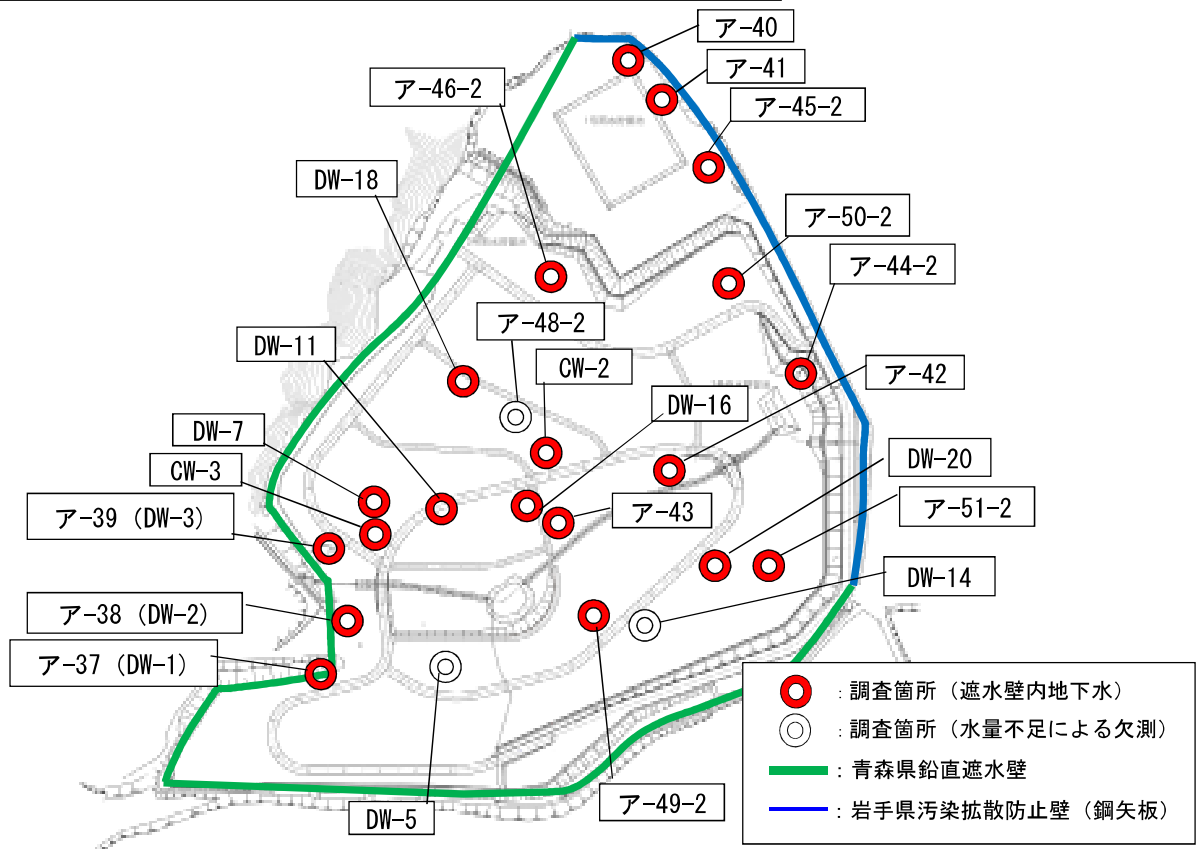 ア-40
ア-41
ア-46-2
ア-45-2
DW-18
ア-50-2
ア-44-2
ア-48-2
DW-11
CW-2
ア-42
DW-16
DW-7
CW-3
DW-20
ア-39（DW-3）
ア-43
ア-51-2
DW-14
ア-38（DW-2）
ア-37（DW-1）
DW-5
ア-49-2
：調査箇所（遮水壁内地下水）
：調査箇所（水量不足による欠測）
：青森県鉛直遮水壁
：岩手県汚染拡散防止壁（鋼矢板）